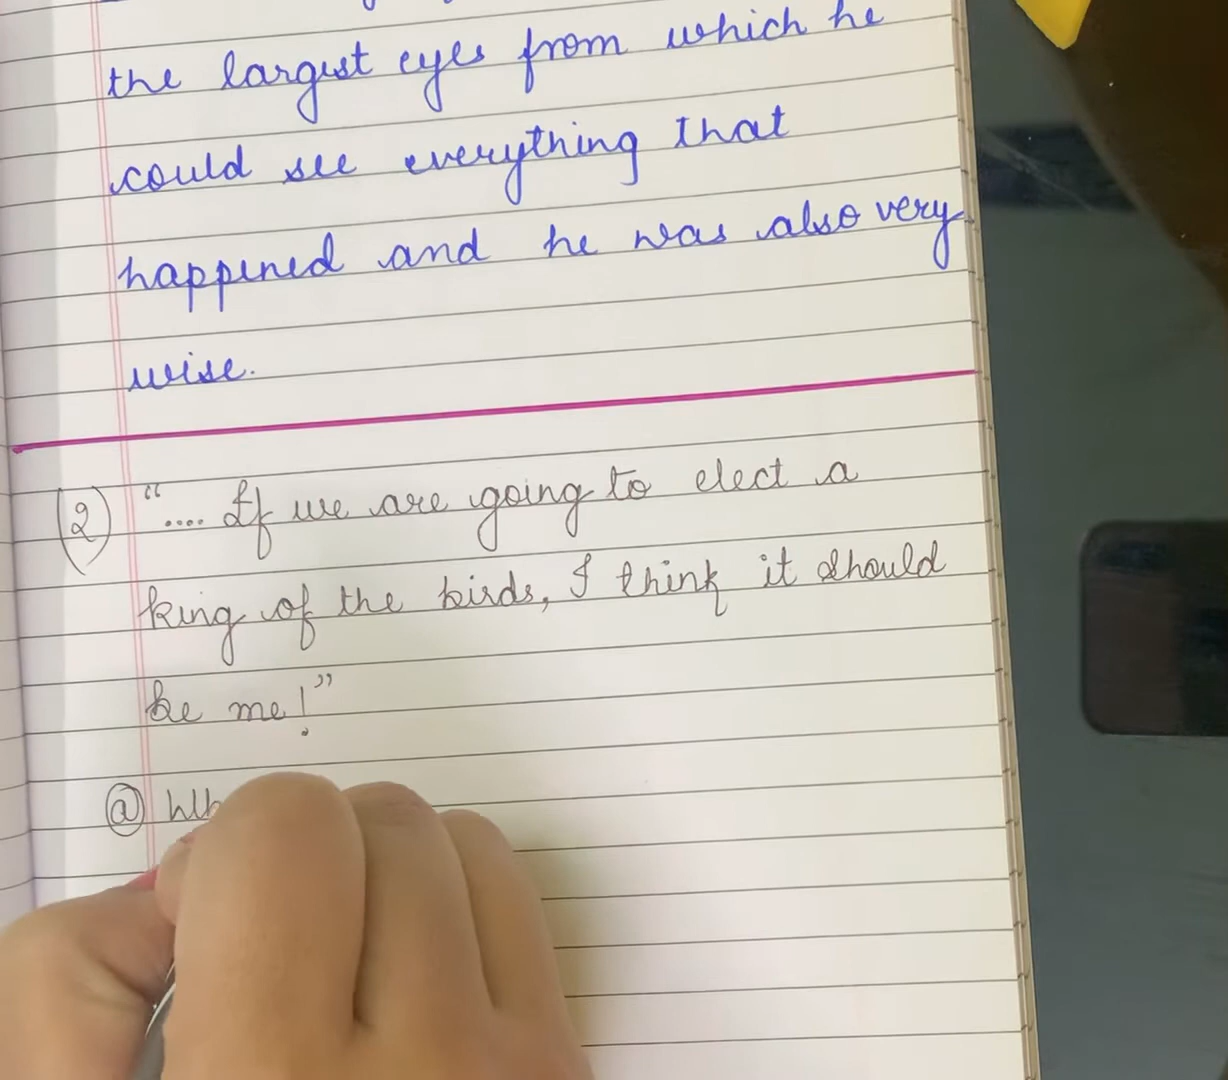 the largest eyes from which he
could see everything that
happened and he was also very
wise.
(2) “.... If we are going to elect a
king of the birds, I think it should
be me!”
(a) Wh